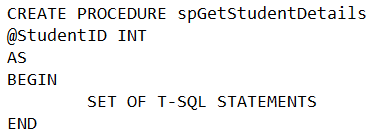 CREATE PROCEDURE spGetStudentDetails
@StudentID INT
AS
BEGIN
        SET OF T-SQL STATEMENTS
END